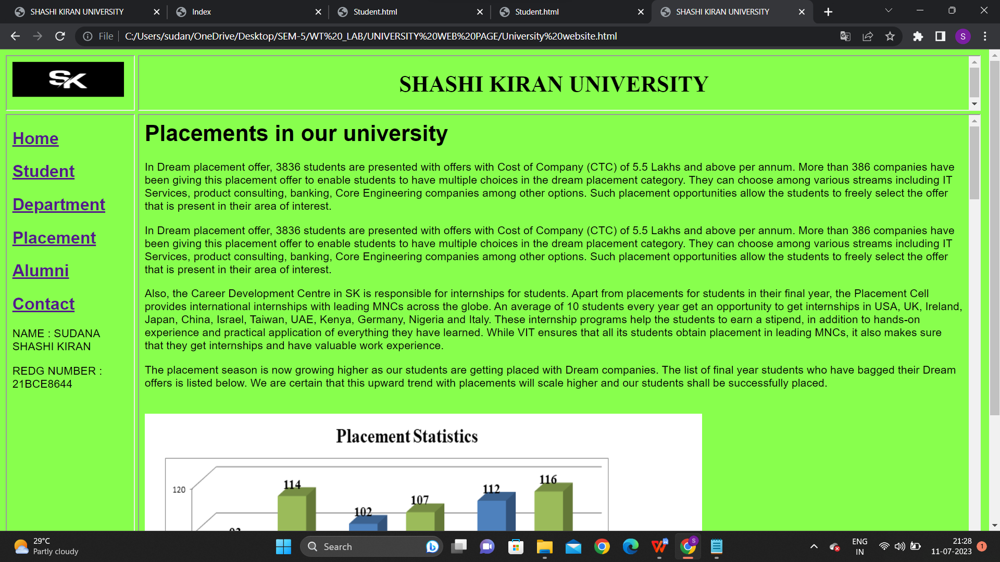 SHASHI KIRAN UNIVERSITY
Index
Student.html
Student.html
SHASHI KIRAN UNIVERSITY
File
C:/Users/sudan/OneDrive/Desktop/SEM-5/WT%20_LAB/UNIVERSITY%20WEB%20PAGE/University%20website.html
S
SK
SHASHI KIRAN UNIVERSITY
Home
Student
Department
Placement
Alumni
Contact
NAME : SUDANA
SHASHI KIRAN
REDG NUMBER :
21BCE8644
Placements in our university
In Dream placement offer, 3836 students are presented with offers with Cost of Company (CTC) of 5.5 Lakhs and above per annum. More than 386 companies have
been giving this placement offer to enable students to have multiple choices in the dream placement category. They can choose among various streams including IT
Services, product consulting, banking, Core Engineering companies among other options. Such placement opportunities allow the students to freely select the offer
that is present in their area of interest.
In Dream placement offer, 3836 students are presented with offers with Cost of Company (CTC) of 5.5 Lakhs and above per annum. More than 386 companies have
been giving this placement offer to enable students to have multiple choices in the dream placement category. They can choose among various streams including IT
Services, product consulting, banking, Core Engineering companies among other options. Such placement opportunities allow the students to freely select the offer
that is present in their area of interest.
Also, the Career Development Centre in SK is responsible for internships for students. Apart from placements for students in their final year, the Placement Cell
provides international internships with leading MNCs across the globe. An average of 10 students every year get an opportunity to get internships in USA, UK, Ireland,
Japan, China, Israel, Taiwan, UAE, Kenya, Germany, Nigeria and Italy. These internship programs help the students to earn a stipend, in addition to hands-on
experience and practical application of everything they have learned. While VIT ensures that all its students obtain placement in leading MNCs, it also makes sure
that they get internships and have valuable work experience.
The placement season is now growing higher as our students are getting placed with Dream companies. The list of final year students who have bagged their Dream
offers is listed below. We are certain that this upward trend with placements will scale higher and our students shall be successfully placed.
Placement Statistics
120
114
102
107
112
116
29°C
Partly cloudy
Search
S
ENG
IN
21:28
11-07-2023
1